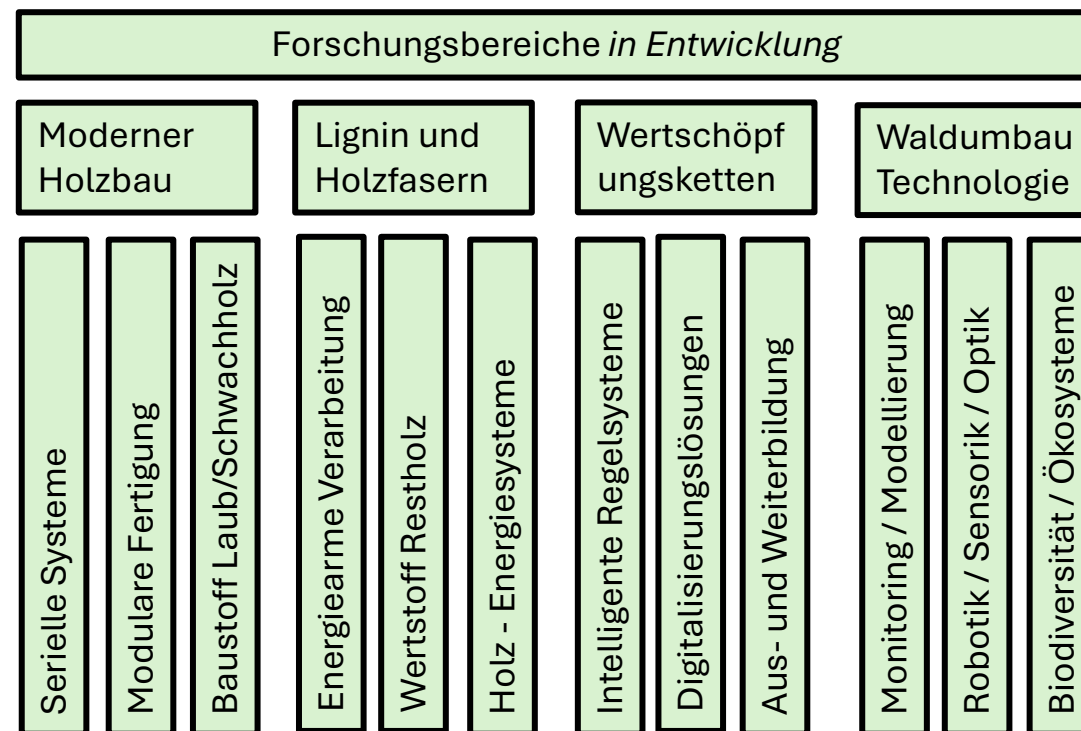 Forschungsbereiche in Entwicklung
Moderner
Holzbau
Lignin und
Holzfasern
Wertschöpf
ungsketten
Waldumbau
Technologie
Serielle Systeme
Modulare Fertigung
Baustoff Laub/Schwachholz
Energiearme Verarbeitung
Wertstoff Restholz
Holz - Energiesysteme
Intelligente Regelsysteme
Digitalisierungslösungen
Aus- und Weiterbildung
Monitoring / Modellierung
Robotik / Sensorik / Optik
Biodiversität / Ökosysteme